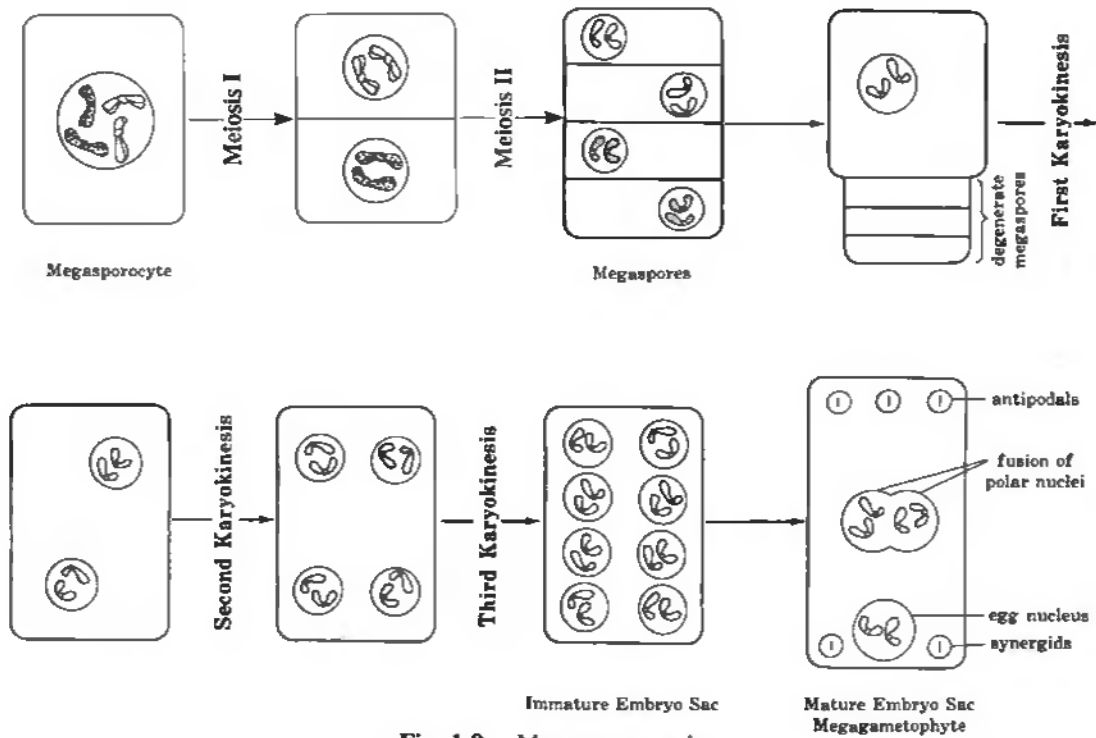 Meiosis I
Meiosis II
First Karyokinesis
degenerate
megaspores
Megasporocyte
Megaspores
Second Karyokinesis
Third Karyokinesis
antipodals
fusion of
polar nuclei
egg nucleus
synergids
Immature Embryo Sac
Mature Embryo Sac
Megagametophyte